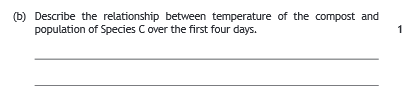 (b) Describe the relationship between temperature of the compost and
population of Species C over the first four days. 1